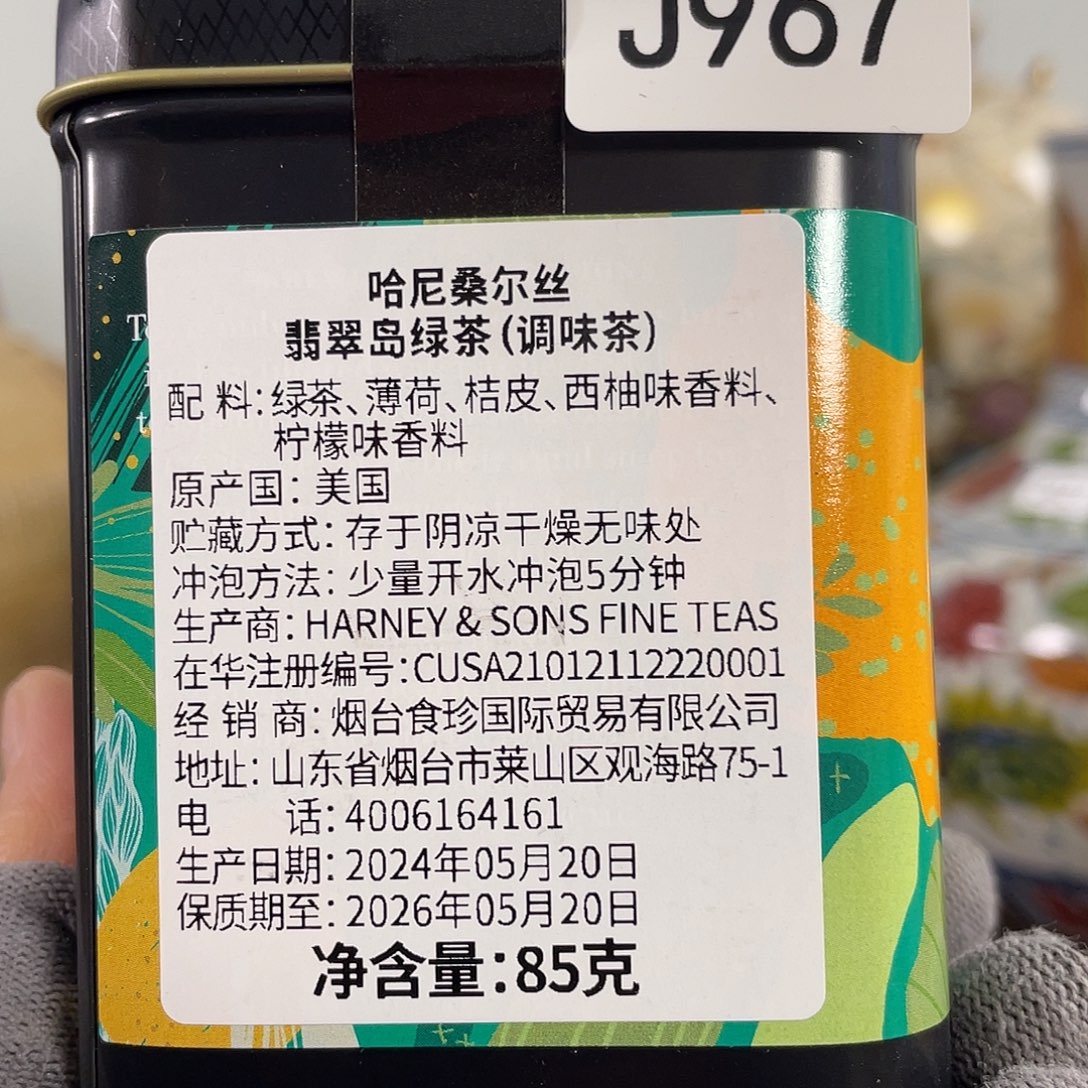 J967
哈尼桑尔丝
翡翠岛绿茶(调味茶)
配料:绿茶、薄荷、桔皮、西柚味香料、
柠檬味香料
原产国:美国
贮藏方式:存于阴凉干燥无味处
冲泡方法:少量开水冲泡5分钟
生产商:HARNEY & SONS FINE TEAS
在华注册编号:CUSA21012112220001
经销商:烟台食珍国际贸易有限公司
地址:山东省烟台市莱山区观海路75-1
电话:4006164161
生产日期:2024年05月20日
保质期至:2026年05月20日
净含量:85克